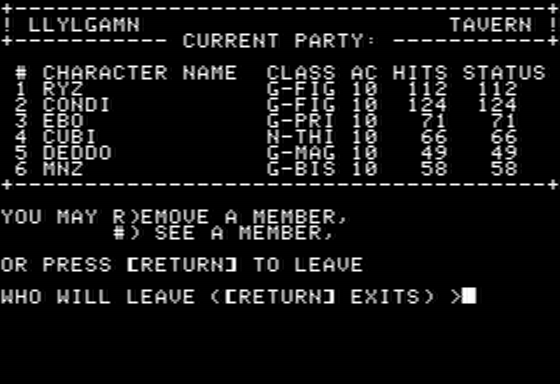 ! LLYLGAMN TAVERN !
+----------- CURRENT PARTY: -----------+
# CHARACTER NAME CLASS AC HITS STATUS
1 RYZ G-FIG 10 112 112
2 CONDI G-FIG 10 124 124
3 EBO G-PRI 10 71 71
4 CUBI N-THI 10 66 66
5 DEDDO G-MAG 10 49 49
6 MNZ G-BIS 10 58 58
YOU MAY R)EMOVE A MEMBER,
#) SEE A MEMBER,
OR PRESS [RETURN] TO LEAVE
WHO WILL LEAVE ([RETURN] EXITS) >